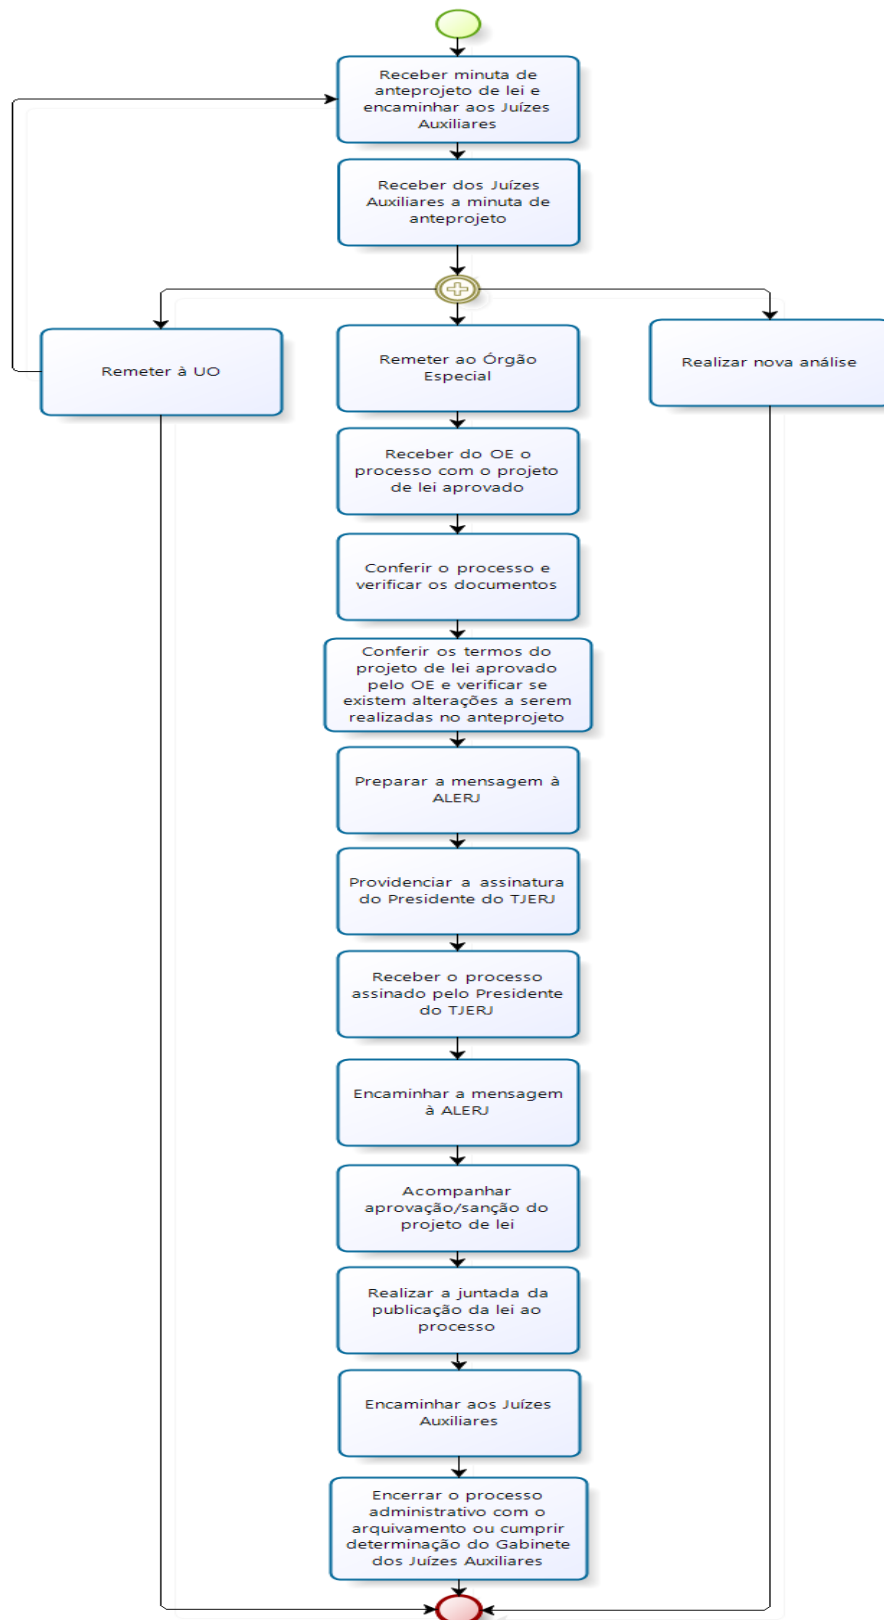 Receber minuta de
anteprojeto de lei e
encaminhar aos Juízes
Auxiliares
Receber dos Juízes
Auxiliares a minuta de
anteprojeto
Remeter à UO
Remeter ao Órgão
Especial
Realizar nova análise
Receber do OE o
processo com o projeto
de lei aprovado
Conferir o processo e
verificar os documentos
Conferir os termos do
projeto de lei aprovado
pelo OE e verificar se
existem alterações a serem
realizadas no anteprojeto
Preparar a mensagem à
ALERJ
Providenciar a assinatura
do Presidente do TJERJ
Receber o processo
assinado pelo Presidente
do TJERJ
Encaminhar a mensagem
à ALERJ
Acompanhar
aprovação/sanção do
projeto de lei
Realizar a juntada da
publicação da lei ao
processo
Encaminhar aos Juízes
Auxiliares
Encerrar o processo
administrativo com o
arquivamento ou cumprir
determinação do Gabinete
dos Juízes Auxiliares